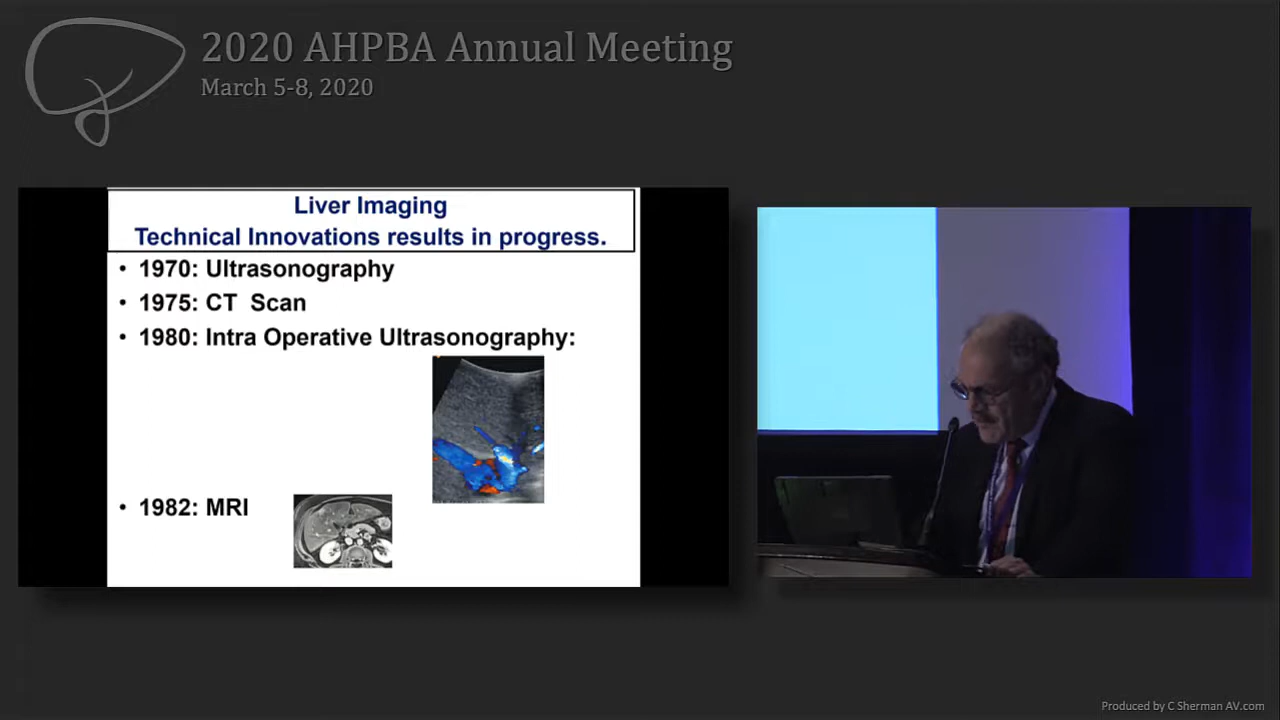 2020 AHPBA Annual Meeting
March 5-8, 2020
Liver Imaging
Technical Innovations results in progress.
• 1970: Ultrasonography
• 1975: CT Scan
• 1980: Intra Operative Ultrasonography:
• 1982: MRI
Produced by C Sherman AV.com